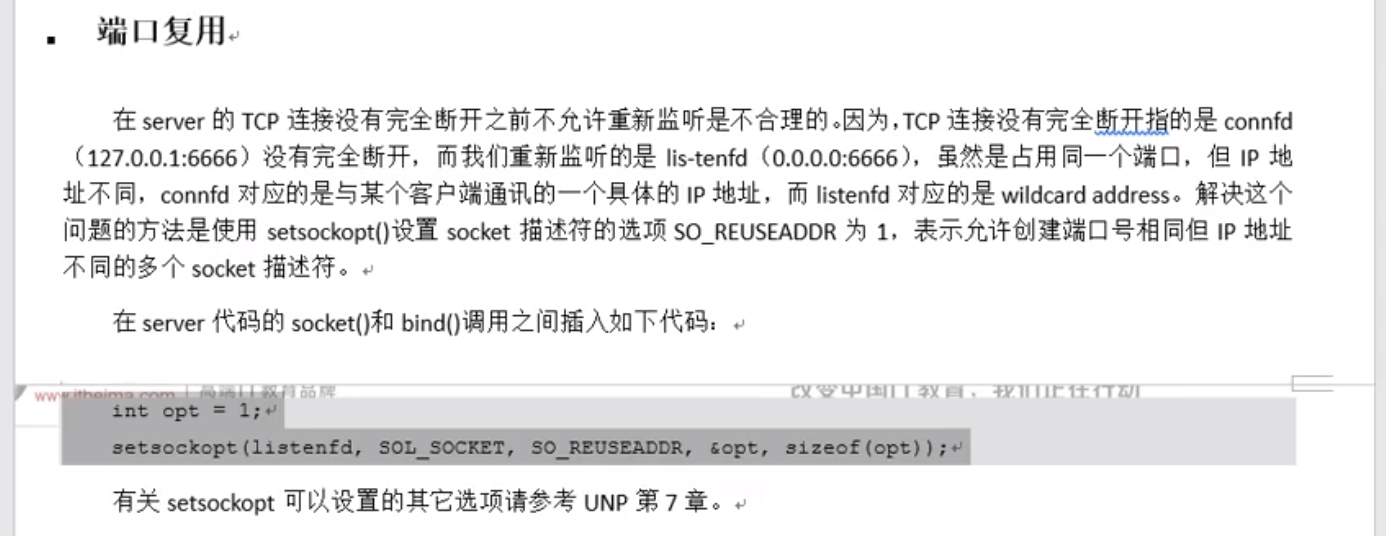 ▪ 端口复用
在 server 的 TCP 连接没有完全断开之前不允许重新监听是不合理的。因为,TCP 连接没有完全断开指的是 connfd
（127.0.0.1:6666）没有完全断开，而我们重新监听的是 lis-tenfd（0.0.0.0:6666），虽然是占用同一个端口，但 IP 地
址不同，connfd 对应的是与某个客户端通讯的一个具体的 IP 地址，而 listenfd 对应的是 wildcard address。解决这个
问题的方法是使用 setsockopt()设置 socket 描述符的选项 SO_REUSEADDR 为 1，表示允许创建端口号相同但 IP 地址
不同的多个 socket 描述符。
在 server 代码的 socket()和 bind()调用之间插入如下代码：
www.itheima.com 改变中国IT教育，我们正在行动
int opt = 1;
setsockopt(listenfd, SOL_SOCKET, SO_REUSEADDR, &opt, sizeof(opt));
有关 setsockopt 可以设置的其它选项请参考 UNP 第 7 章。